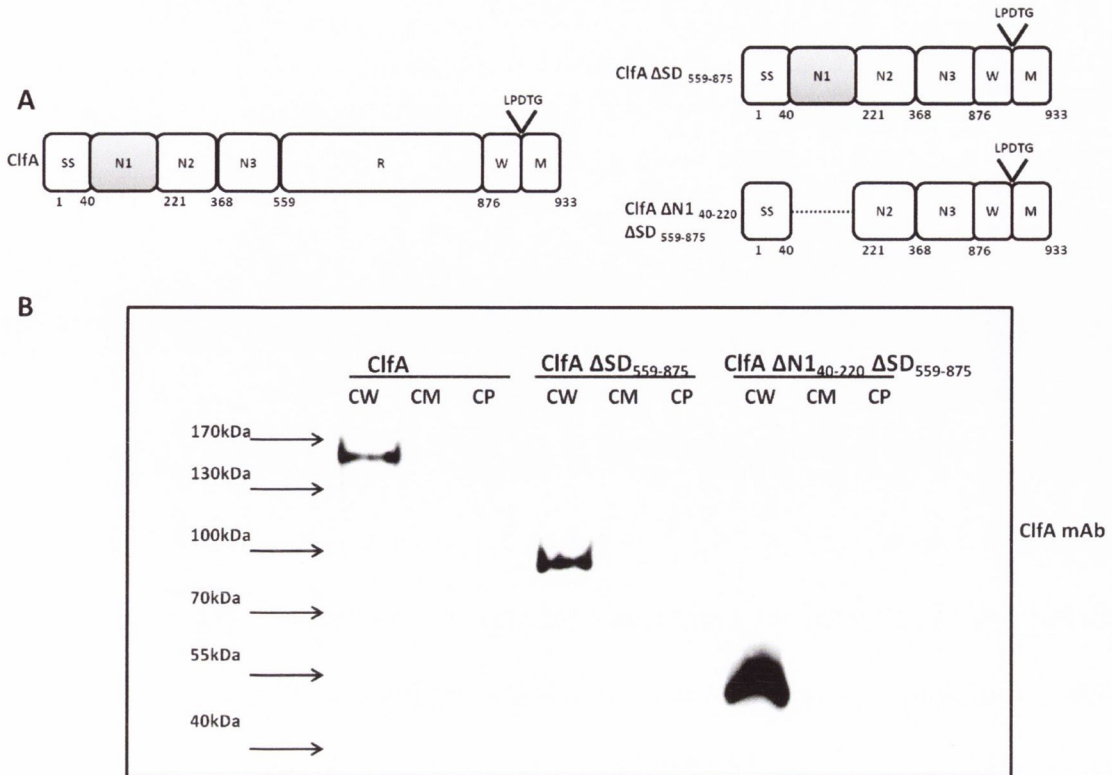 A
ClfA
LPDTG
SS N1 N2 N3 R W M
1 40 221 368 559 876 933
LPDTG
ClfA ΔSD 559-875
SS N1 N2 N3 W M
1 40 221 368 876 933
LPDTG
ClfA ΔN1 40-220
ΔSD 559-875
SS N2 N3 W M
1 40 221 368 876 933
B
ClfA ClfA ΔSD559-875 ClfA ΔN140-220 ΔSD559-875
CW CM CP CW CM CP CW CM CP
170kDa
130kDa
100kDa
70kDa
55kDa
40kDa
ClfA mAb